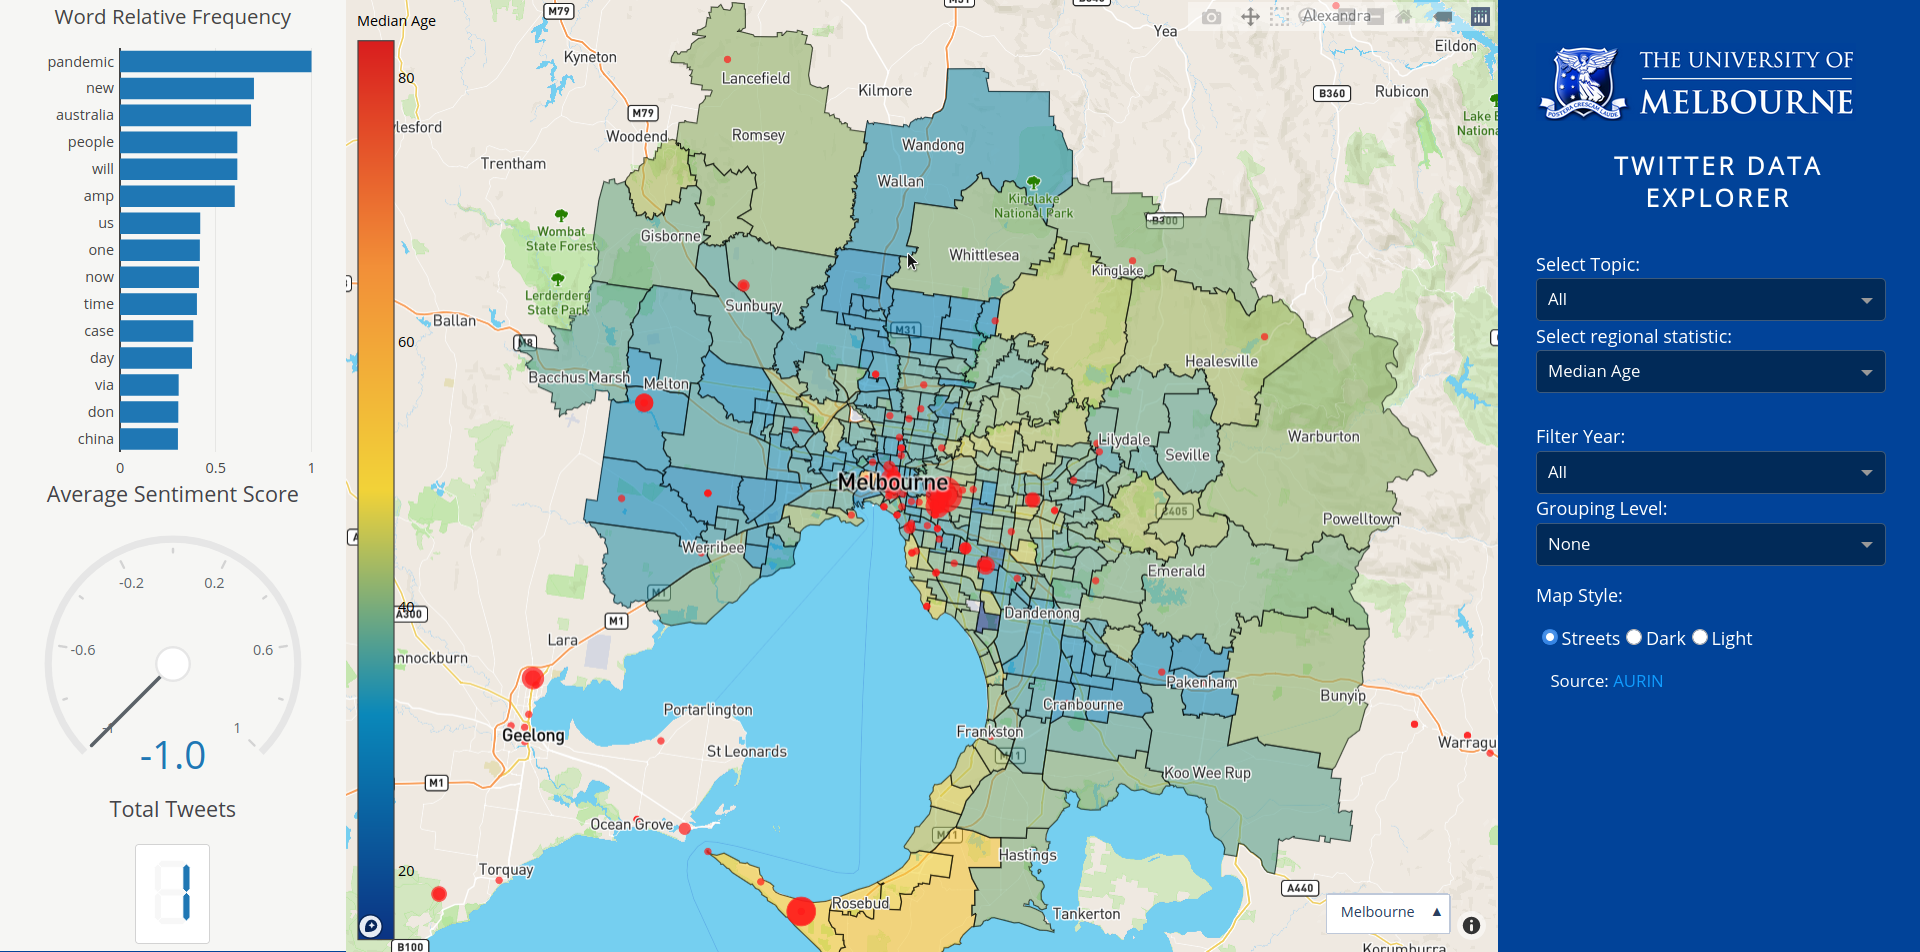 Word Relative Frequency
pandemic
new
australia
people
will
amp
us
one
now
time
case
day
via
don
china
0
0.5
1
Average Sentiment Score
-0.2
0.2
-0.6
0.6
-1
1
-1.0
Total Tweets
1
Median Age
80
60
40
20
M79
M31
Alexandra
Yea
Eildon
Kyneton
Lancefield
Kilmore
B360
Rubicon
M79
Woodend
Romsey
Wandong
Trentham
Wallan
Kinglake
National Park
B300
Wombat
State Forest
Gisborne
Whittlesea
Kinglake
Lerderderg
State Park
Sunbury
Ballan
M31
M8
Healesville
Bacchus Marsh
Melton
Lilydale
Warburton
Seville
Melbourne
C405
Powelltown
Werribee
Emerald
M1
A300
M1
Dandenong
Lara
Pakenham
Bunyip
Portarlington
Cranbourne
Geelong
Frankston
St Leonards
M11
Warragu
Koo Wee Rup
M1
Ocean Grove
M11
Hastings
Torquay
A440
Rosebud
Tankerton
Melbourne ▲
B100
Korumburra
THE UNIVERSITY OF
MELBOURNE
TWITTER DATA
EXPLORER
Select Topic:
All
Select regional statistic:
Median Age
Filter Year:
All
Grouping Level:
None
Map Style:
Streets Dark Light
Source: AURIN